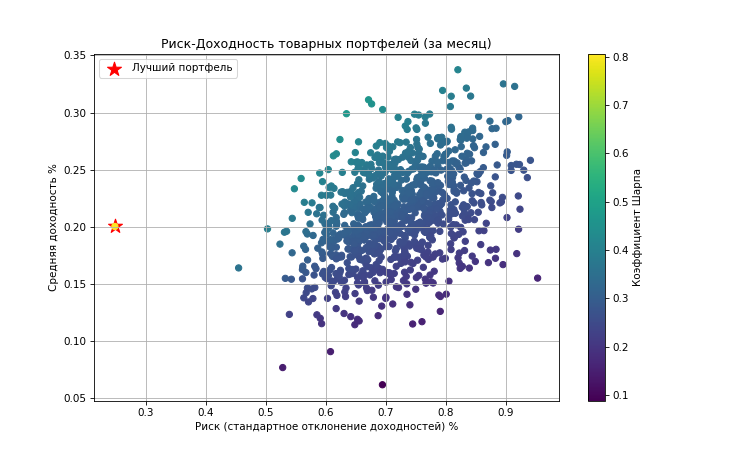 Риск-Доходность товарных портфелей (за месяц)
Лучший портфель
Средняя доходность %
0.35
0.30
0.25
0.20
0.15
0.10
0.05
0.3 0.4 0.5 0.6 0.7 0.8 0.9
Риск (стандартное отклонение доходностей) %
0.8
0.7
0.6
0.5
0.4
0.3
0.2
0.1
Коэффициент Шарпа